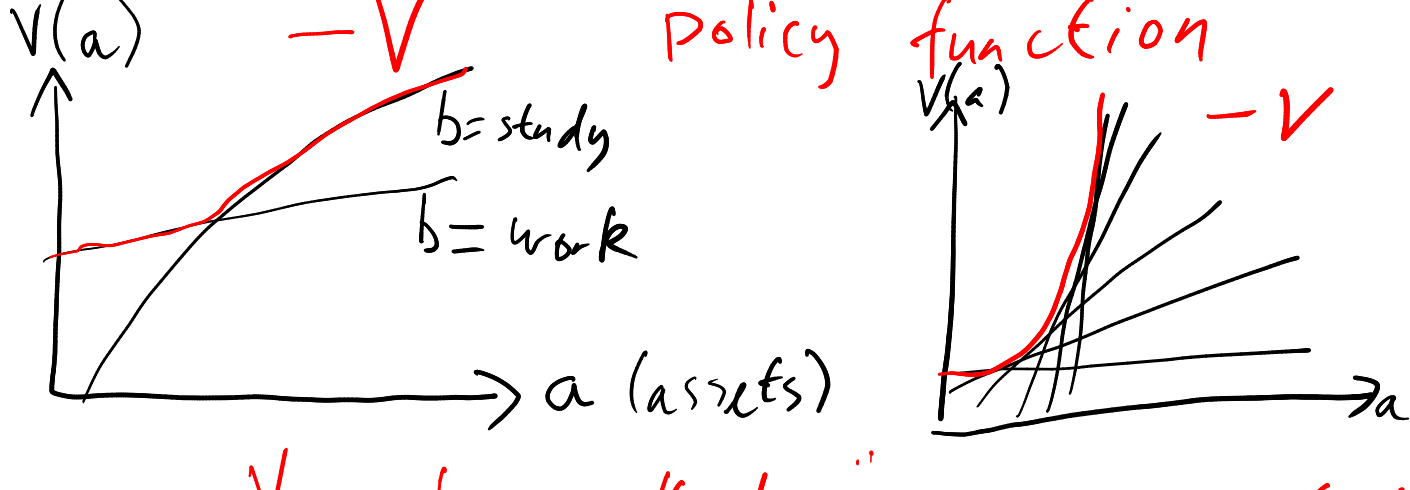 V(a)
— V
policy function
b = study
b = work
a (assets)
V(a)
— V
a